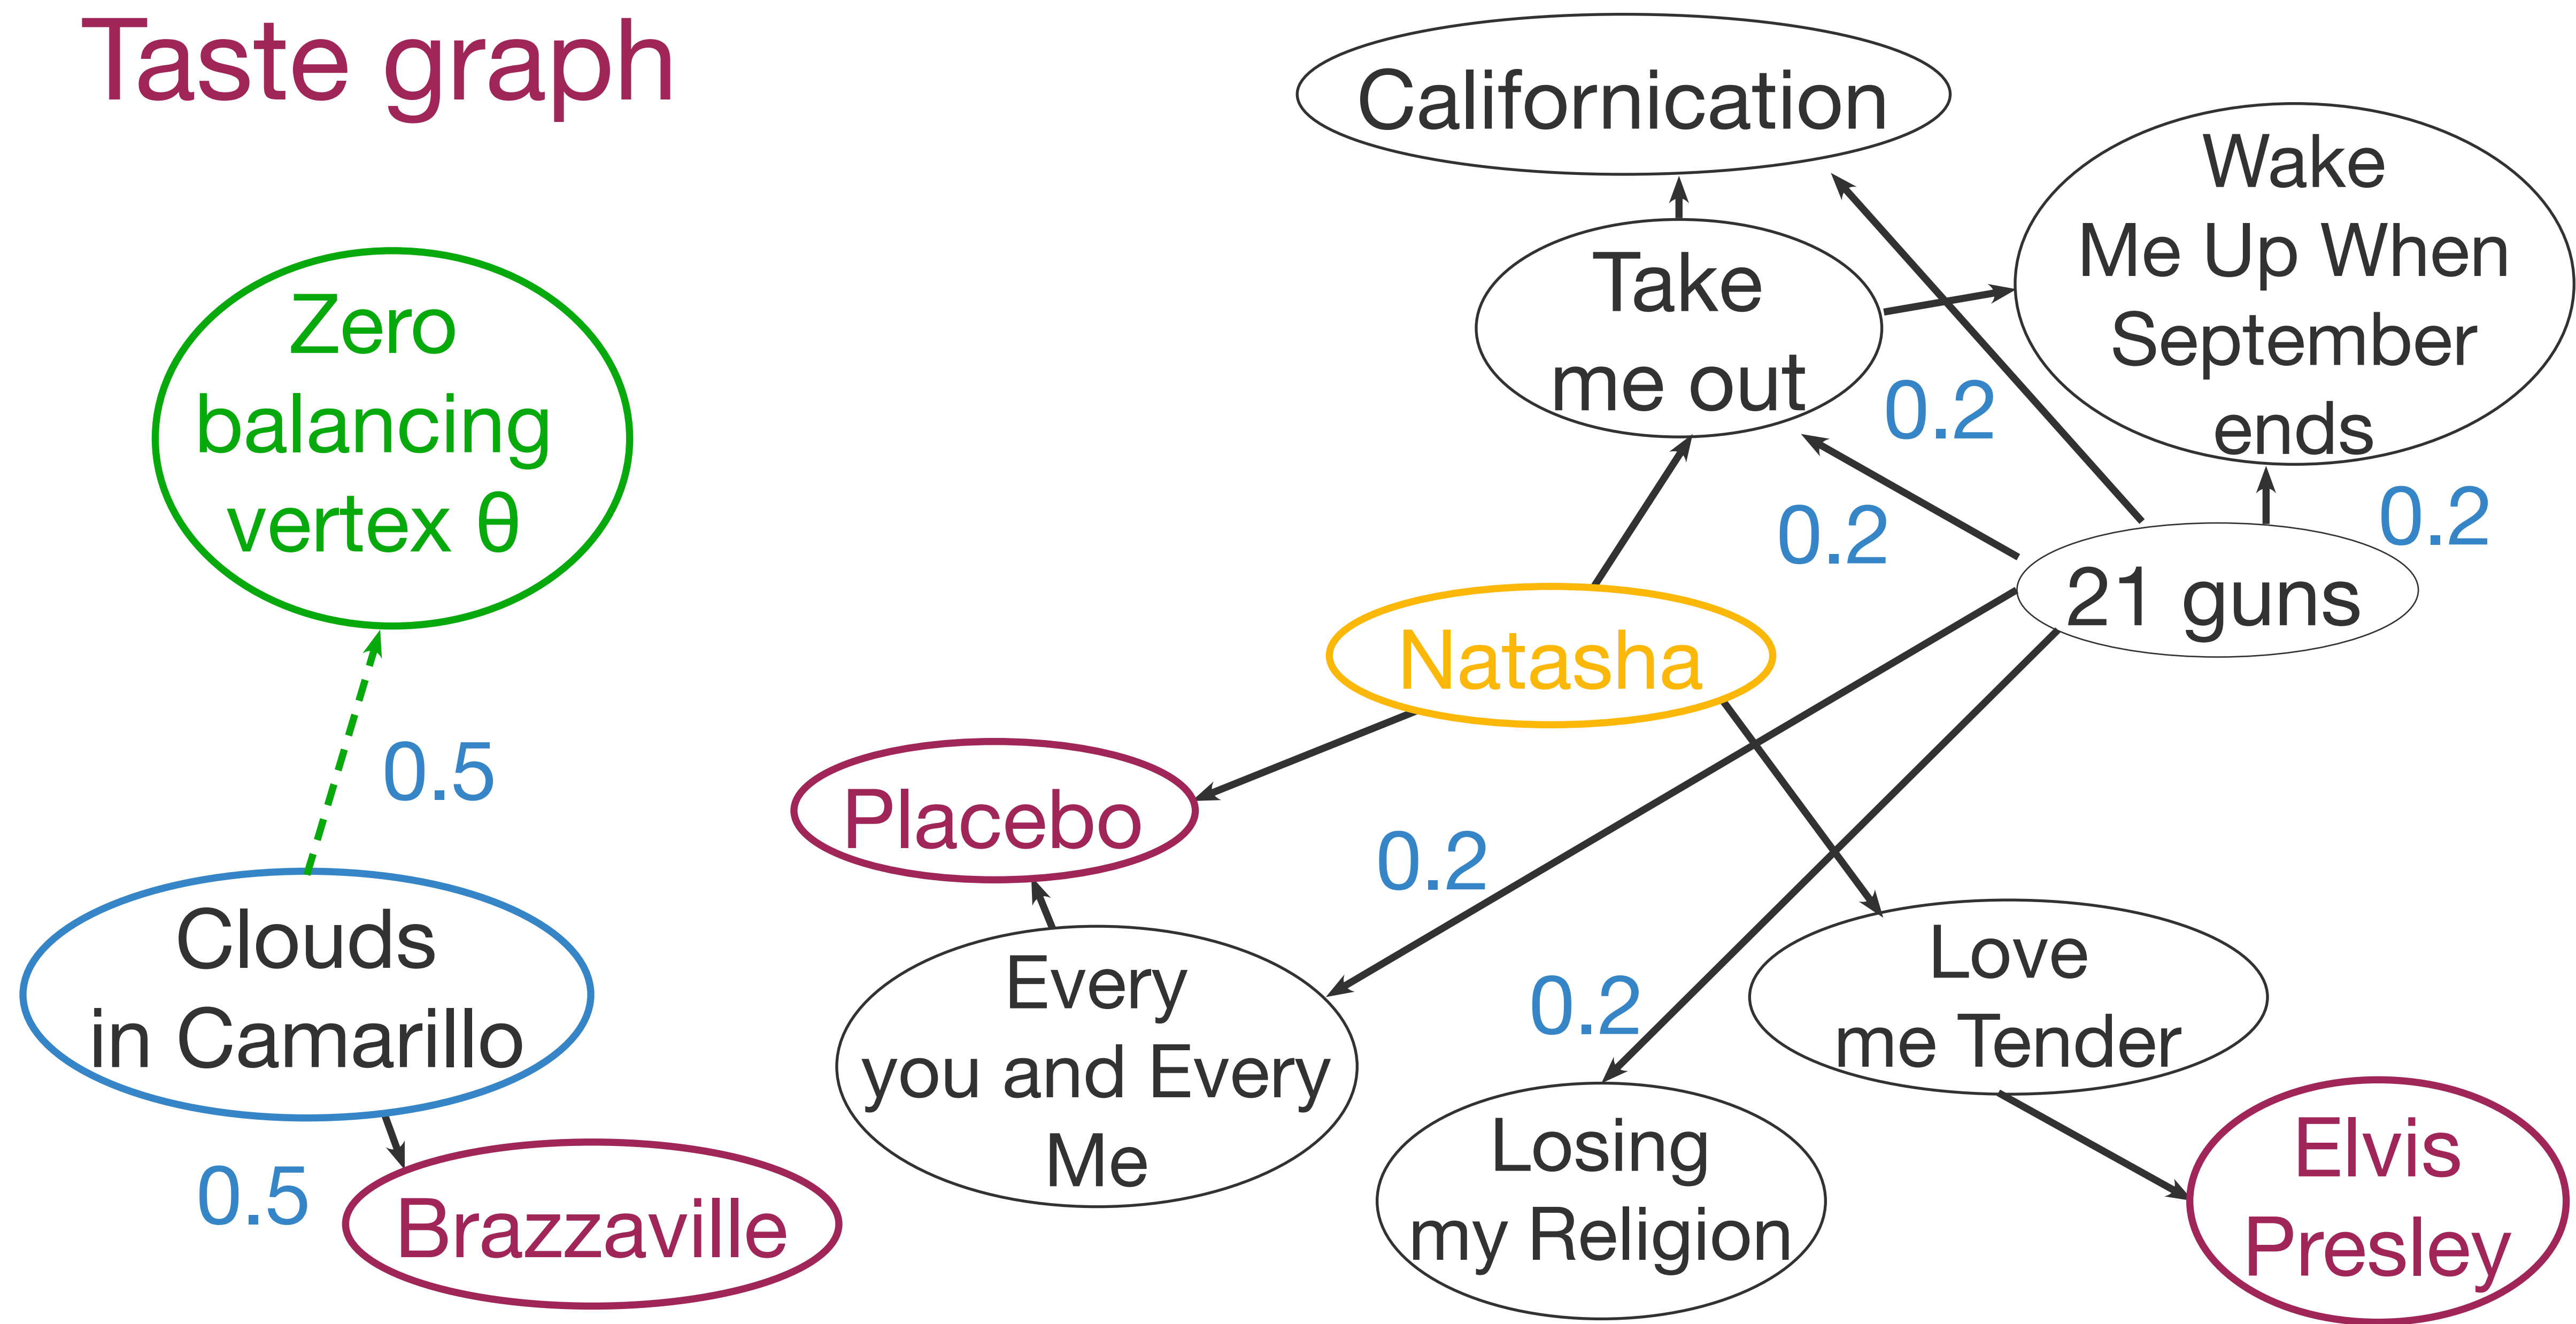 Taste graph
Californication
Wake
Me Up When
September
ends
Take
me out
0.2
Zero
balancing
vertex θ
0.2
0.2
21 guns
Natasha
0.5
Placebo
0.2
Clouds
in Camarillo
Every
you and Every
Me
0.2
Love
me Tender
Losing
my Religion
Elvis
Presley
0.5
Brazzaville